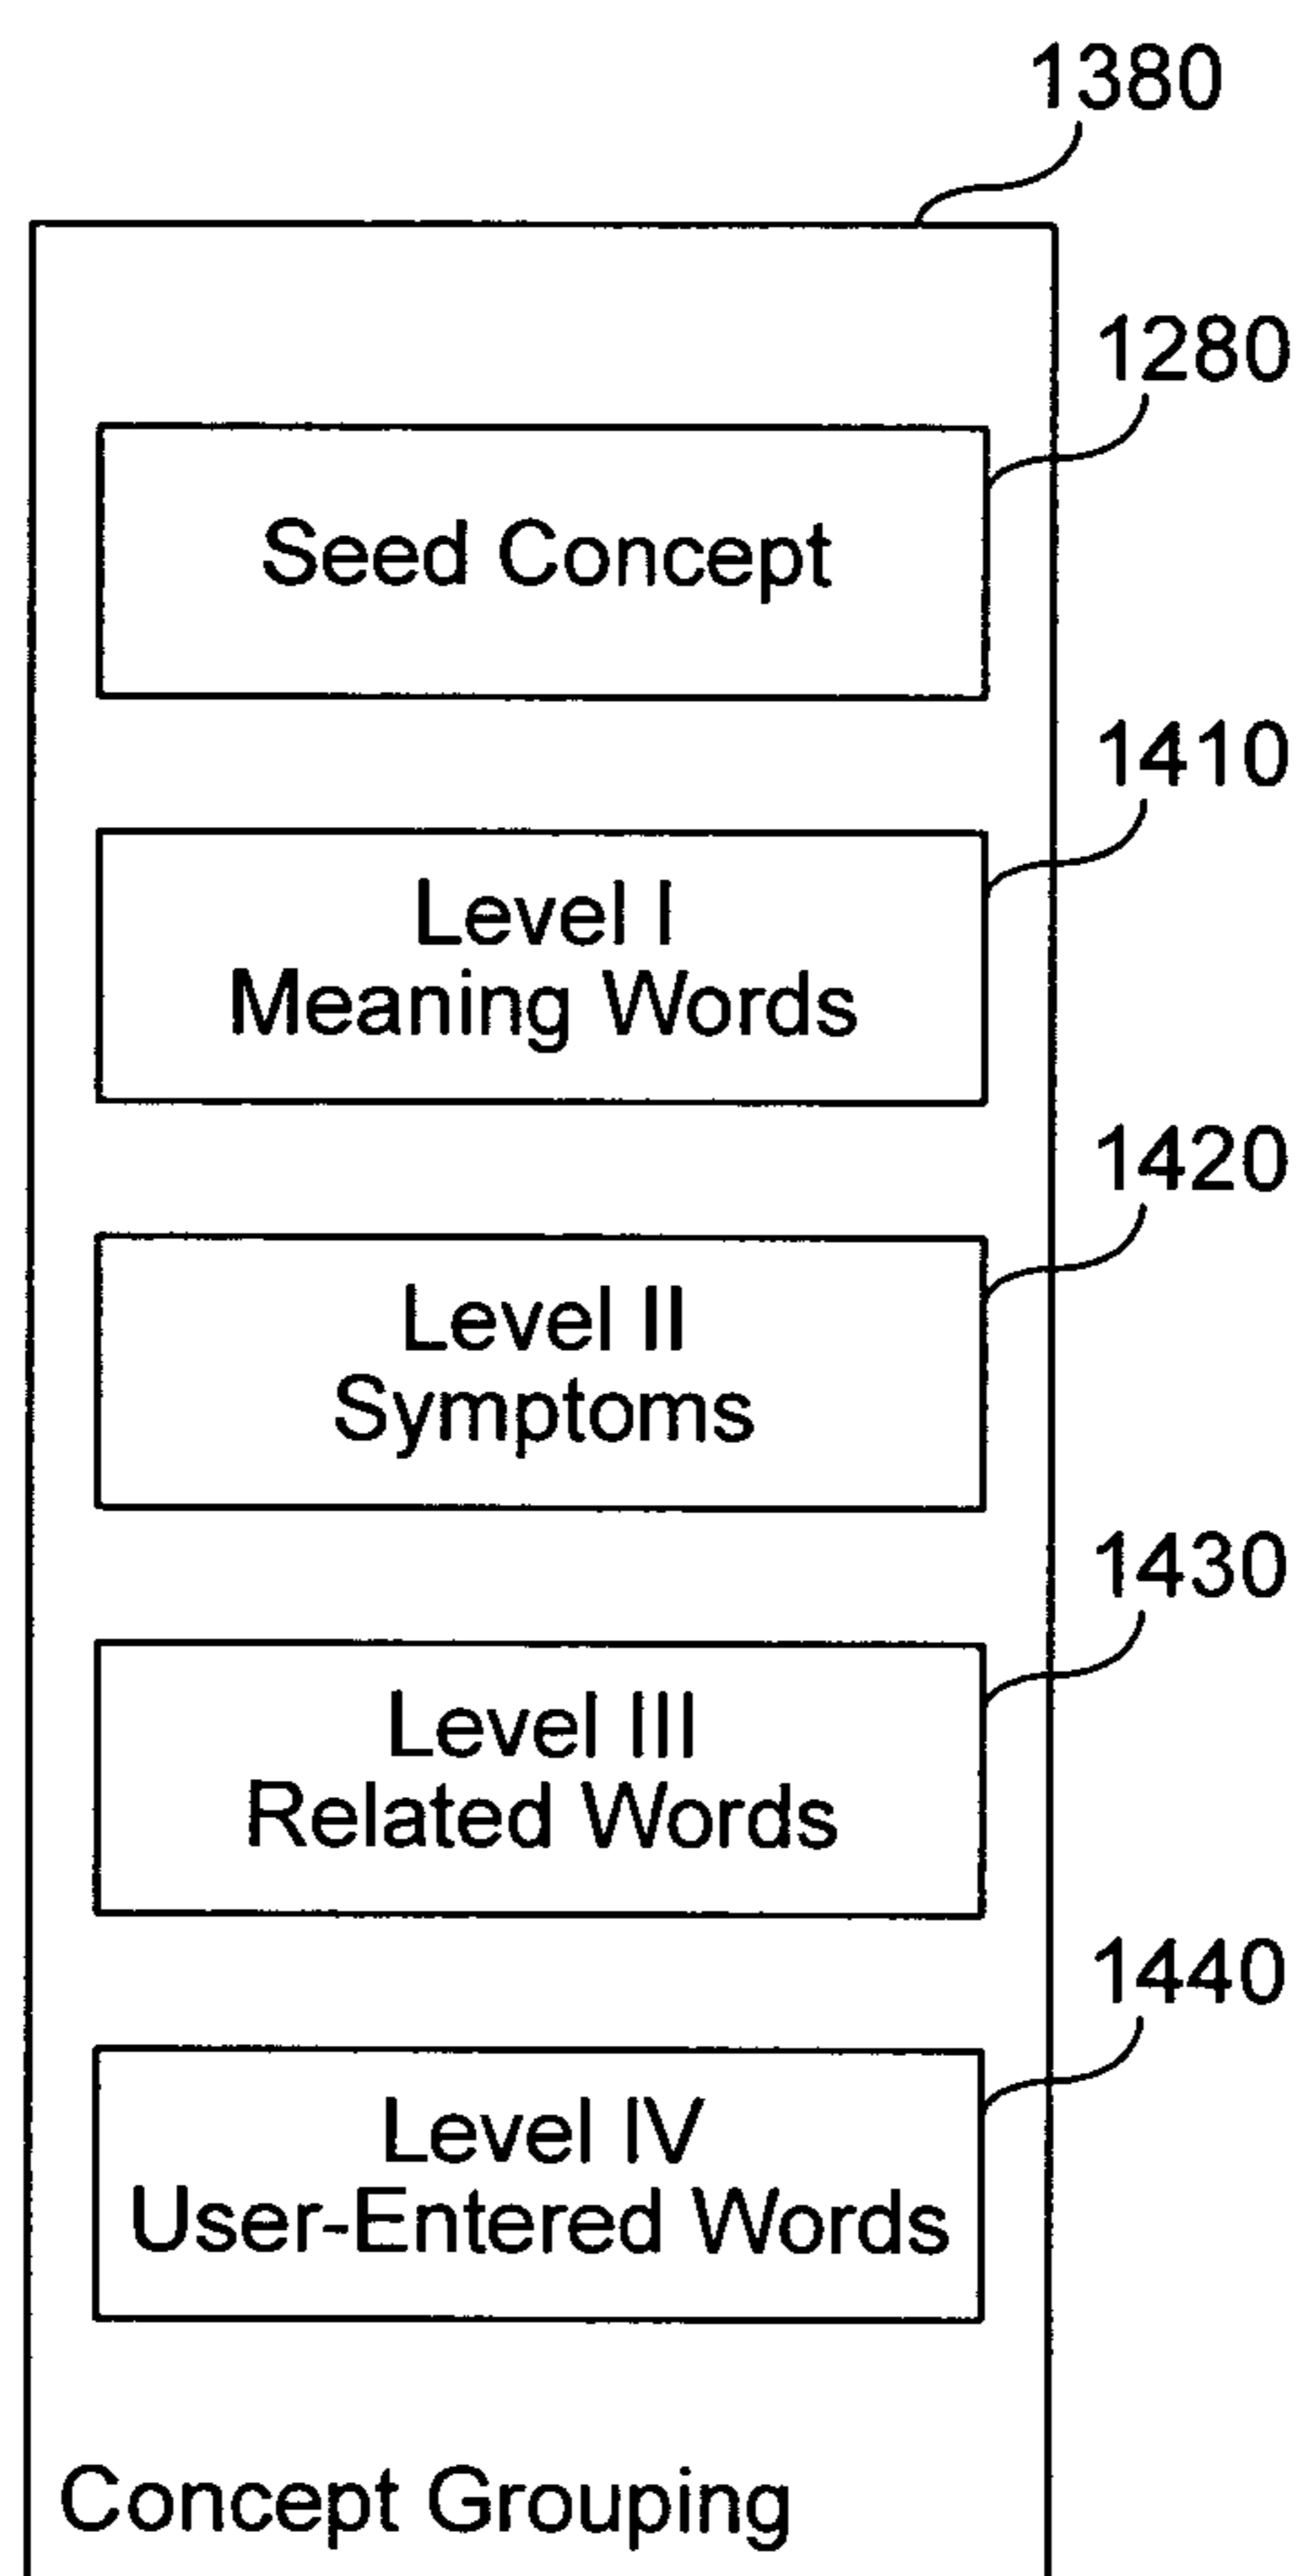 1380
1280
Seed Concept
1410
Level I
Meaning Words
1420
Level II
Symptoms
1430
Level III
Related Words
1440
Level IV
User-Entered Words
Concept Grouping